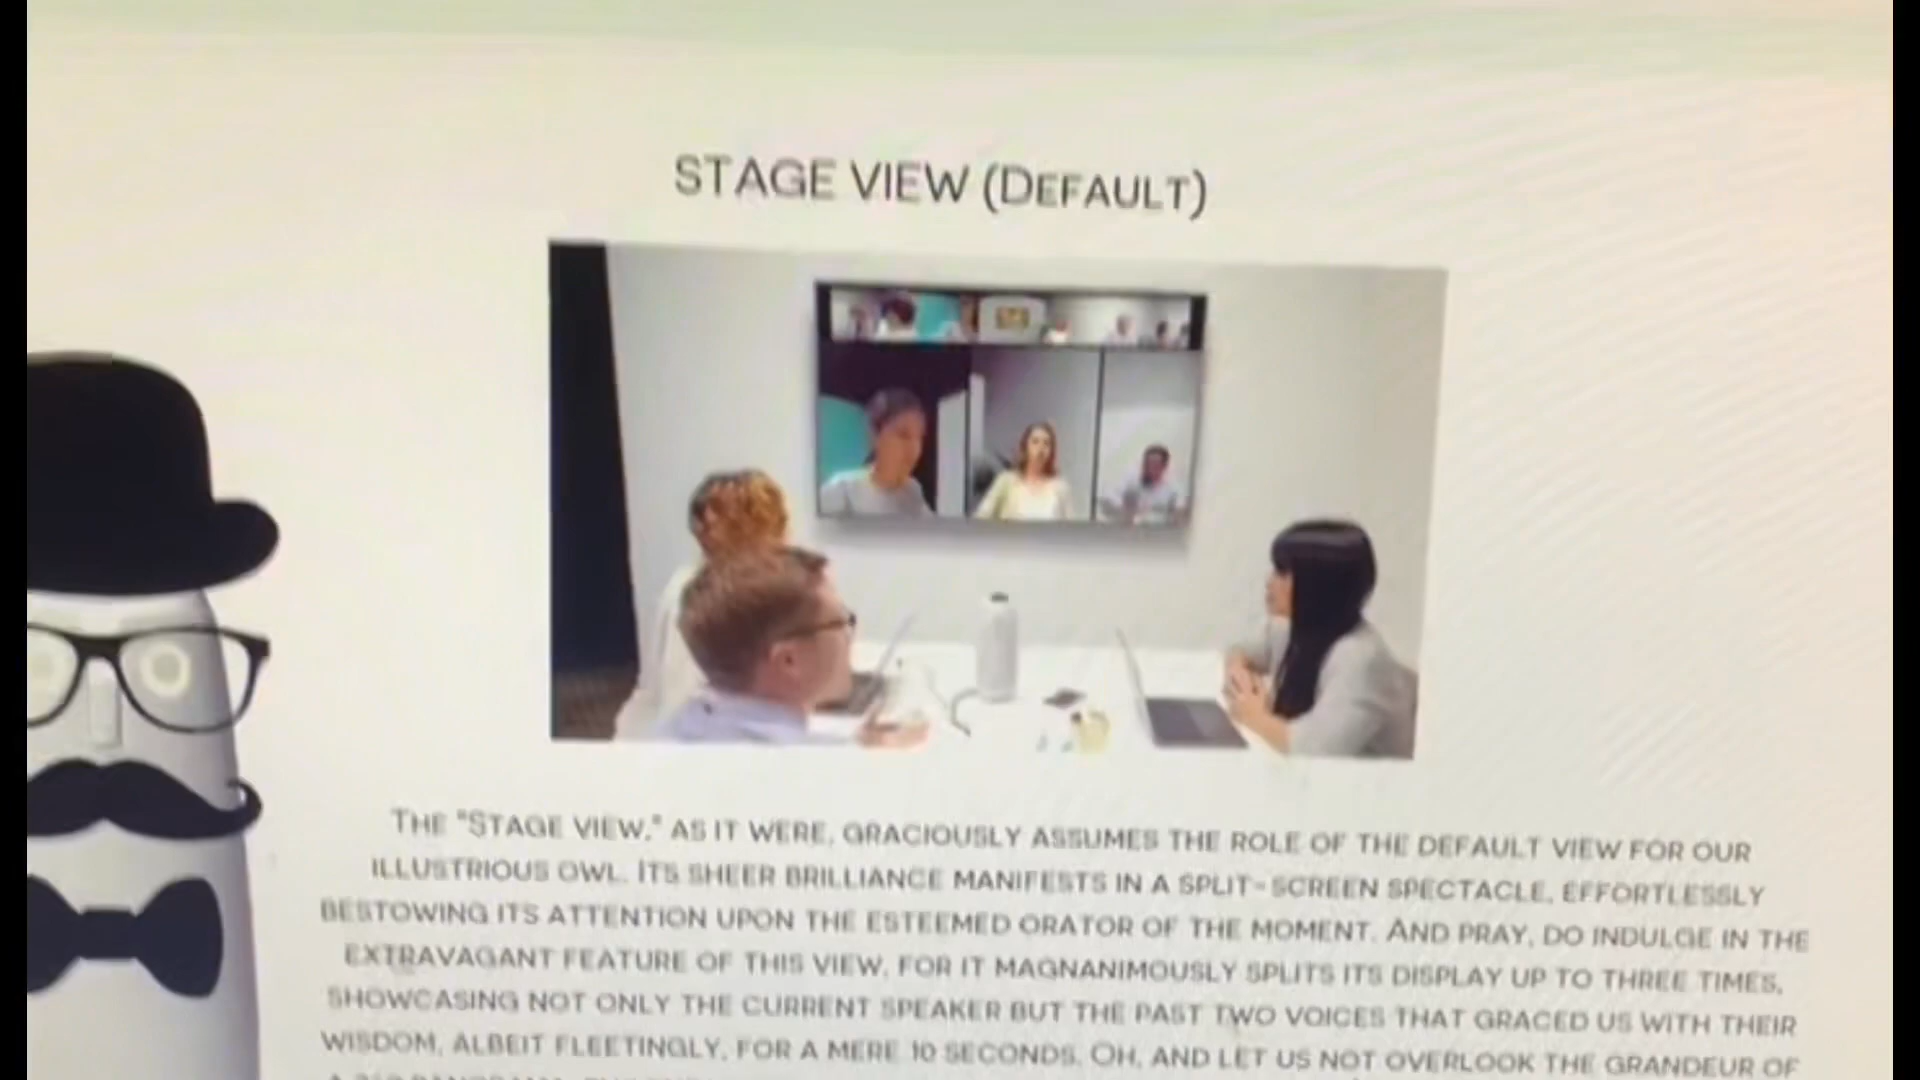 STAGE VIEW (DEFAULT)
THE "STAGE VIEW," AS IT WERE, GRACIOUSLY ASSUMES THE ROLE OF THE DEFAULT VIEW FOR OUR
ILLUSTRIOUS OWL. ITS SHEER BRILLIANCE MANIFESTS IN A SPLIT-SCREEN SPECTACLE, EFFORTLESSLY
BESTOWING ITS ATTENTION UPON THE ESTEEMED ORATOR OF THE MOMENT. AND PRAY, DO INDULGE IN THE
EXTRAVAGANT FEATURE OF THIS VIEW, FOR IT MAGNANIMOUSLY SPLITS ITS DISPLAY UP TO THREE TIMES,
SHOWCASING NOT ONLY THE CURRENT SPEAKER BUT THE PAST TWO VOICES THAT GRACED US WITH THEIR
WISDOM, ALBEIT FLEETINGLY, FOR A MERE 10 SECONDS. OH, AND LET US NOT OVERLOOK THE GRANDEUR OF